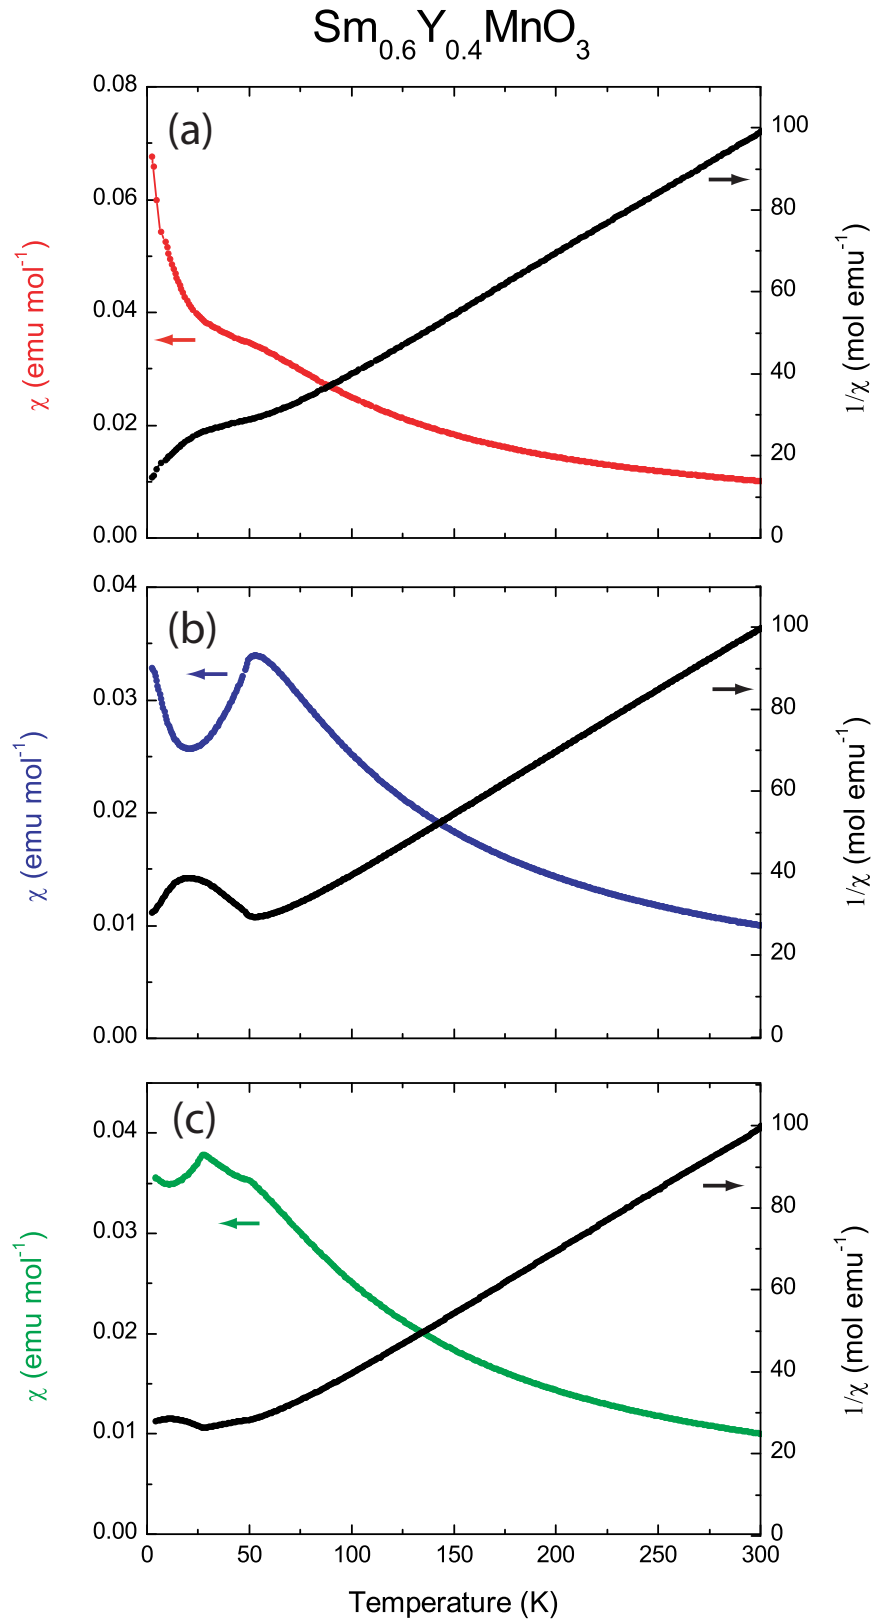 Sm0.6Y0.4MnO3
(a)
0.08
0.06
0.04
0.02
0.00
χ (emu mol-1)
100
80
60
40
20
0
1/χ (mol emu-1)
(b)
0.04
0.03
0.02
0.01
0.00
χ (emu mol-1)
100
80
60
40
20
0
1/χ (mol emu-1)
(c)
0.04
0.03
0.02
0.01
0.00
χ (emu mol-1)
100
80
60
40
20
0
1/χ (mol emu-1)
0 50 100 150 200 250 300
Temperature (K)